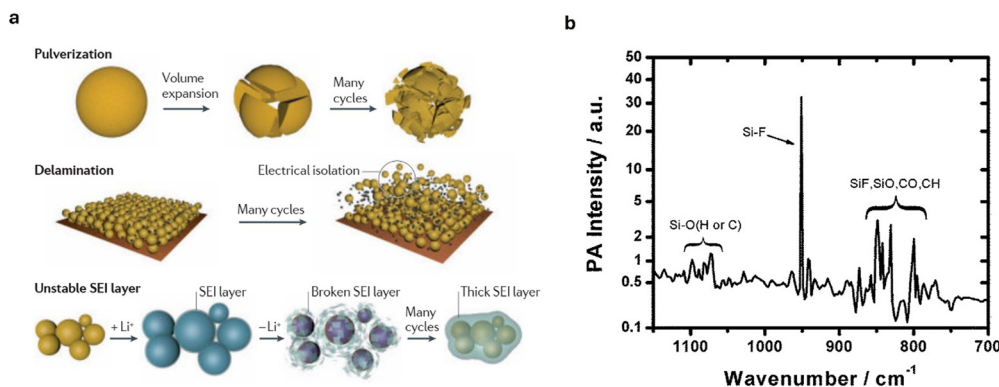 a
Pulverization
Volume
expansion
Many
cycles
Delamination
Electrical isolation
Many cycles
Unstable SEI layer
SEI layer
Broken SEI layer
Thick SEI layer
+ Li⁺
−Li⁺
Many
cycles
b
PA Intensity / a.u.
50
30
20
10
5
2
1
0.5
0.1
Si-F
SiF,SiO,CO,CH
Si-O(H or C)
1100
1000
900
800
700
Wavenumber / cm⁻¹